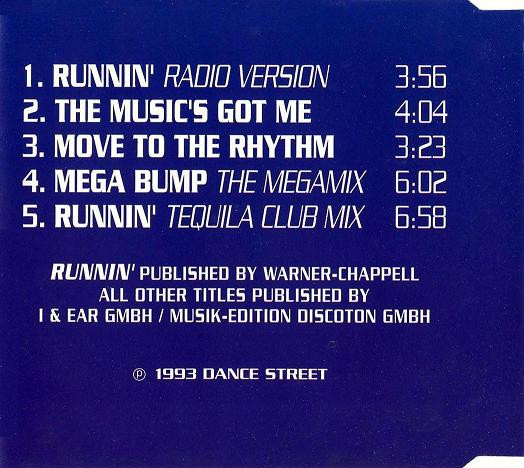 1. RUNNIN' RADIO VERSION 3:56
2. THE MUSIC'S GOT ME 4:04
3. MOVE TO THE RHYTHM 3:23
4. MEGA BUMP THE MEGAMIX 6:02
5. RUNNIN' TEQUILA CLUB MIX 6:58
RUNNIN' PUBLISHED BY WARNER-CHAPPELL
ALL OTHER TITLES PUBLISHED BY
I & EAR GMBH / MUSIK-EDITION DISCOTON GMBH
℗ 1993 DANCE STREET